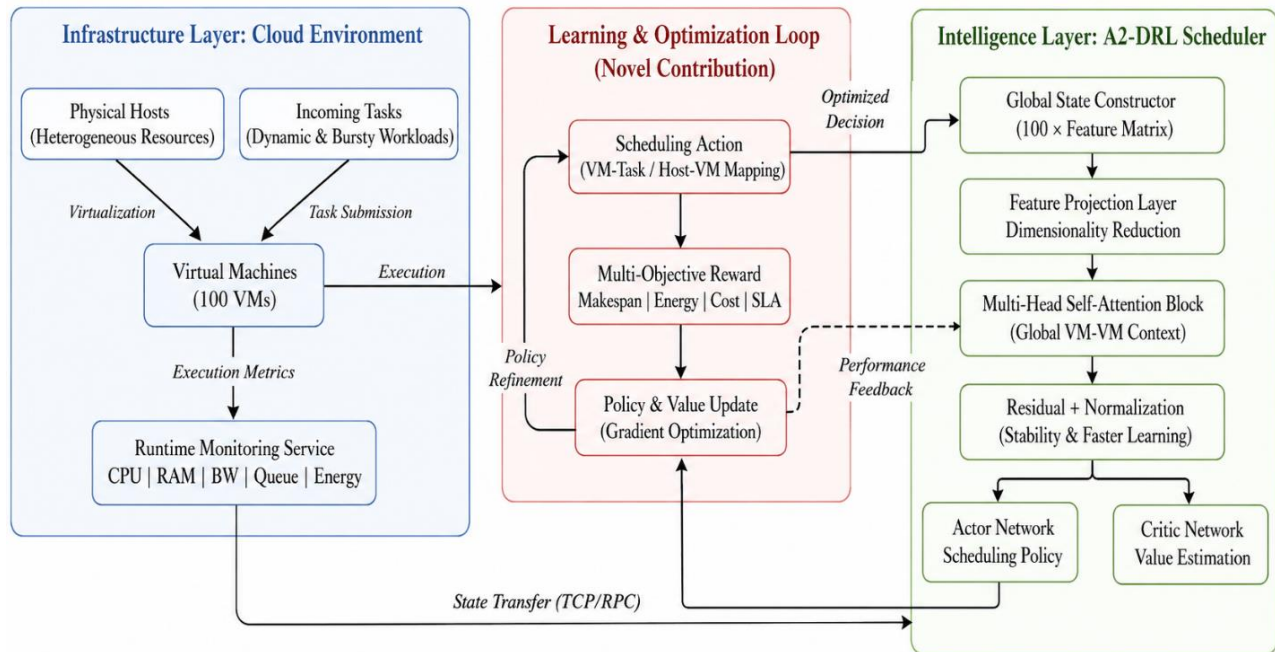 Infrastructure Layer: Cloud Environment
Physical Hosts
(Heterogeneous Resources)
Incoming Tasks
(Dynamic & Bursty Workloads)
Virtualization
Task Submission
Virtual Machines
(100 VMs)
Execution
Execution Metrics
Runtime Monitoring Service
CPU | RAM | BW | Queue | Energy
State Transfer (TCP/RPC)
Learning & Optimization Loop
(Novel Contribution)
Scheduling Action
(VM-Task / Host-VM Mapping)
Multi-Objective Reward
Makespan | Energy | Cost | SLA
Policy
Refinement
Policy & Value Update
(Gradient Optimization)
Optimized
Decision
Performance
Feedback
Intelligence Layer: A2-DRL Scheduler
Global State Constructor
(100 × Feature Matrix)
Feature Projection Layer
Dimensionality Reduction
Multi-Head Self-Attention Block
(Global VM-VM Context)
Residual + Normalization
(Stability & Faster Learning)
Actor Network
Scheduling Policy
Critic Network
Value Estimation